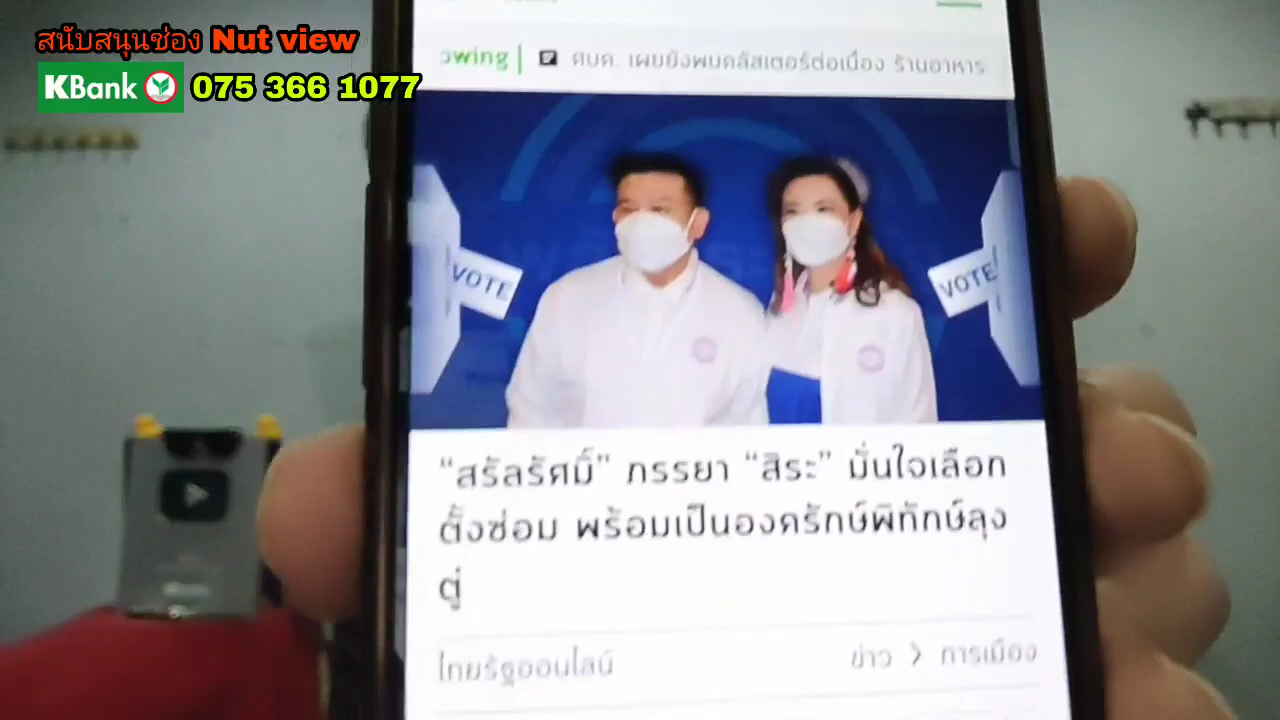 สนับสนุนช่อง Nut view
KBank 075 366 1077
owing | ศบค. เผยยังพบคลัสเตอร์ต่อเนื่อง ร้านอาหาร
VOTE
VOTE
“สรัลรัศมิ์” ภรรยา “สิระ” มั่นใจเลือก
ตั้งซ่อม พร้อมเป็นองครักษ์พิทักษ์ลุง
ตู่
ไทยรัฐออนไลน์
ข่าว > การเมือง